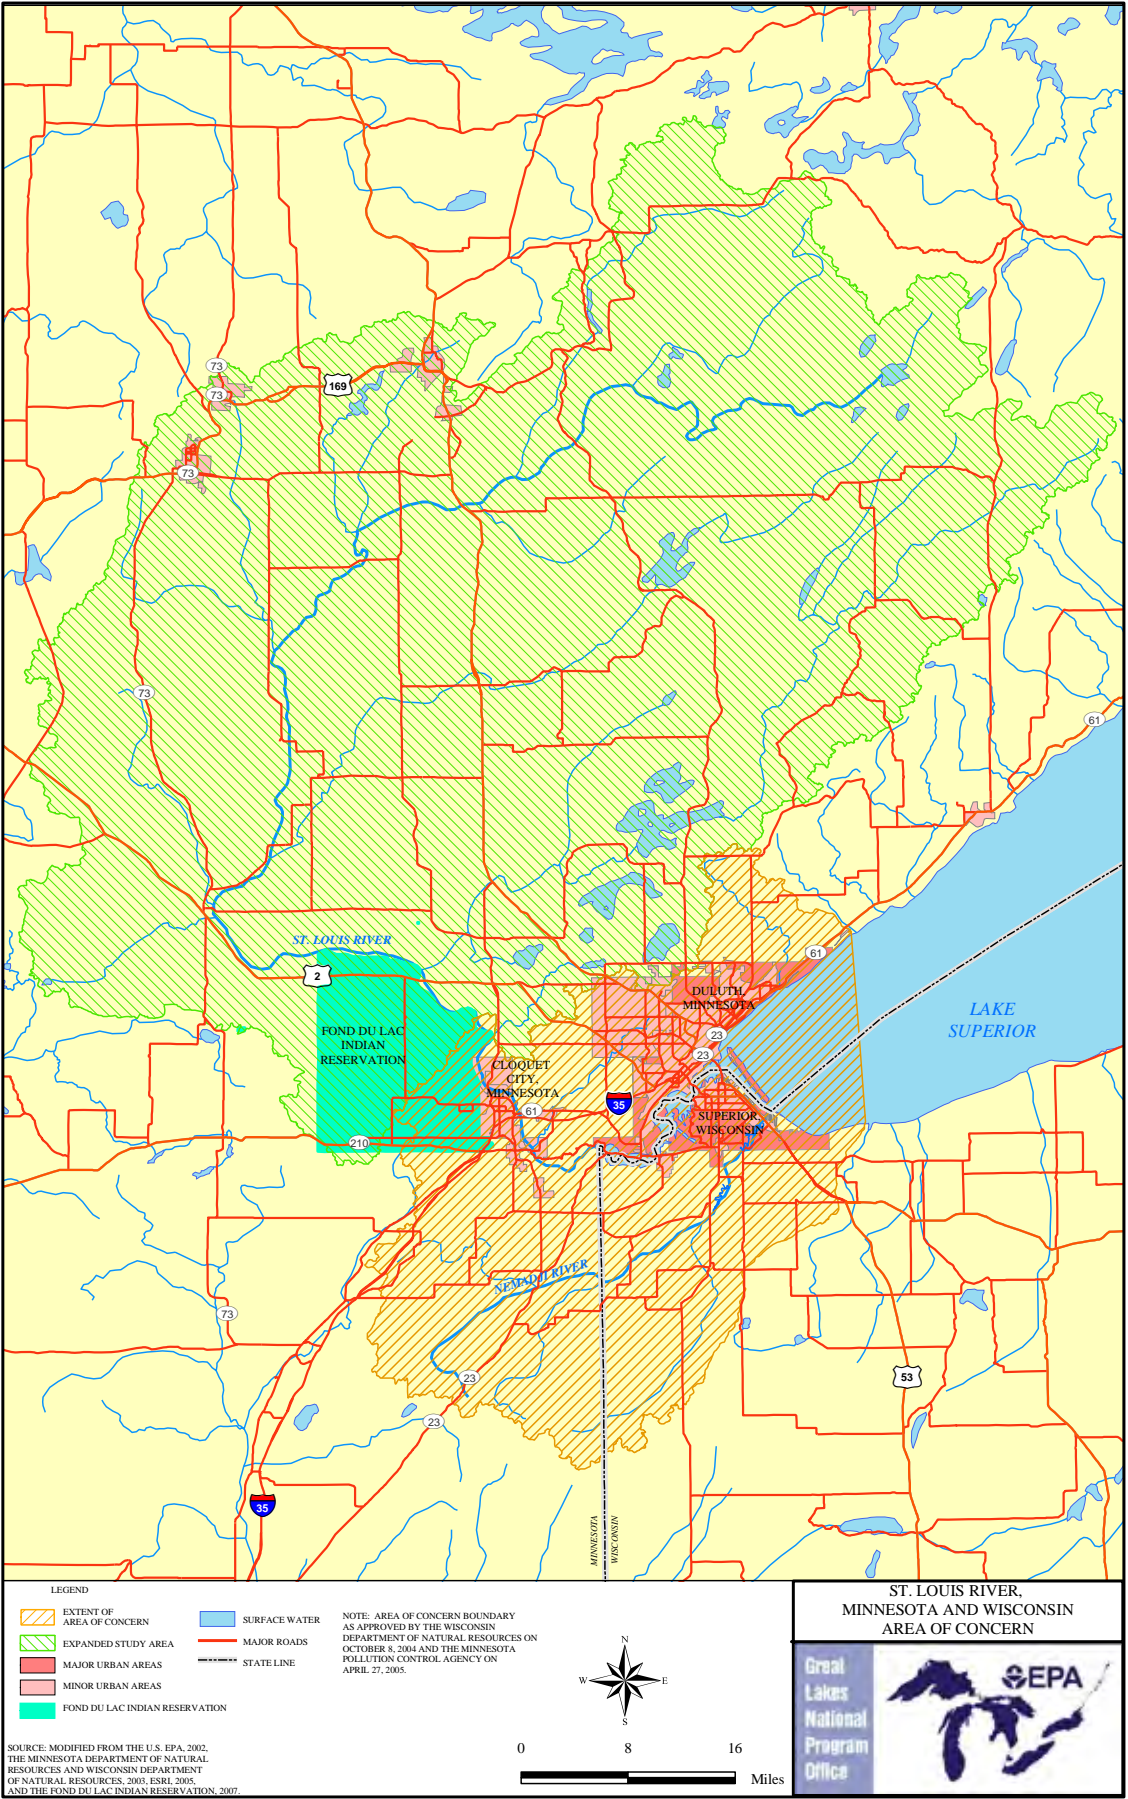 73
73
169
73
73
61
ST. LOUIS RIVER
2
61
DULUTH,
MINNESOTA
LAKE
SUPERIOR
FOND DU LAC
INDIAN
RESERVATION
23
23
CLOQUET
CITY,
MINNESOTA
35
61
SUPERIOR,
WISCONSIN
210
NEMADJI RIVER
73
23
53
23
35
MINNESOTA
WISCONSIN
LEGEND
EXTENT OF
AREA OF CONCERN
EXPANDED STUDY AREA
MAJOR URBAN AREAS
MINOR URBAN AREAS
FOND DU LAC INDIAN RESERVATION
SURFACE WATER
MAJOR ROADS
STATE LINE
NOTE: AREA OF CONCERN BOUNDARY
AS APPROVED BY THE WISCONSIN
DEPARTMENT OF NATURAL RESOURCES ON
OCTOBER 8, 2004 AND THE MINNESOTA
POLLUTION CONTROL AGENCY ON
APRIL 27, 2005.
N
W
E
S
0 8 16
Miles
SOURCE: MODIFIED FROM THE U.S. EPA, 2002,
THE MINNESOTA DEPARTMENT OF NATURAL
RESOURCES AND WISCONSIN DEPARTMENT
OF NATURAL RESOURCES, 2003, ESRI, 2005,
AND THE FOND DU LAC INDIAN RESERVATION, 2007.
ST. LOUIS RIVER,
MINNESOTA AND WISCONSIN
AREA OF CONCERN
Great
Lakes
National
Program
Office
EPA